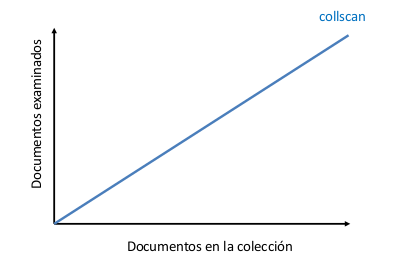 collscan
Documentos examinados
Documentos en la colección